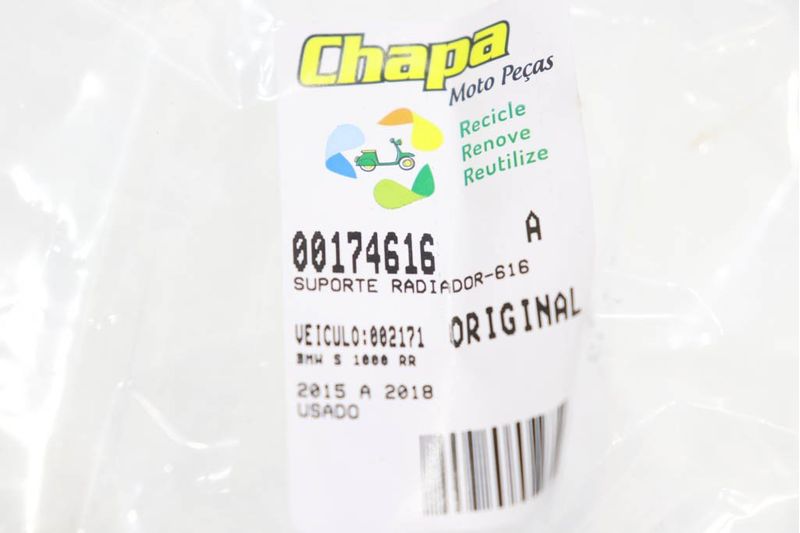 Chapa
Moto Peças
Recicle
Renove
Reutilize
00174616
A
SUPORTE RADIADOR-616
VEICULO:002171
ORIGINAL
BMW S 1000 RR
2015 A 2018
USADO